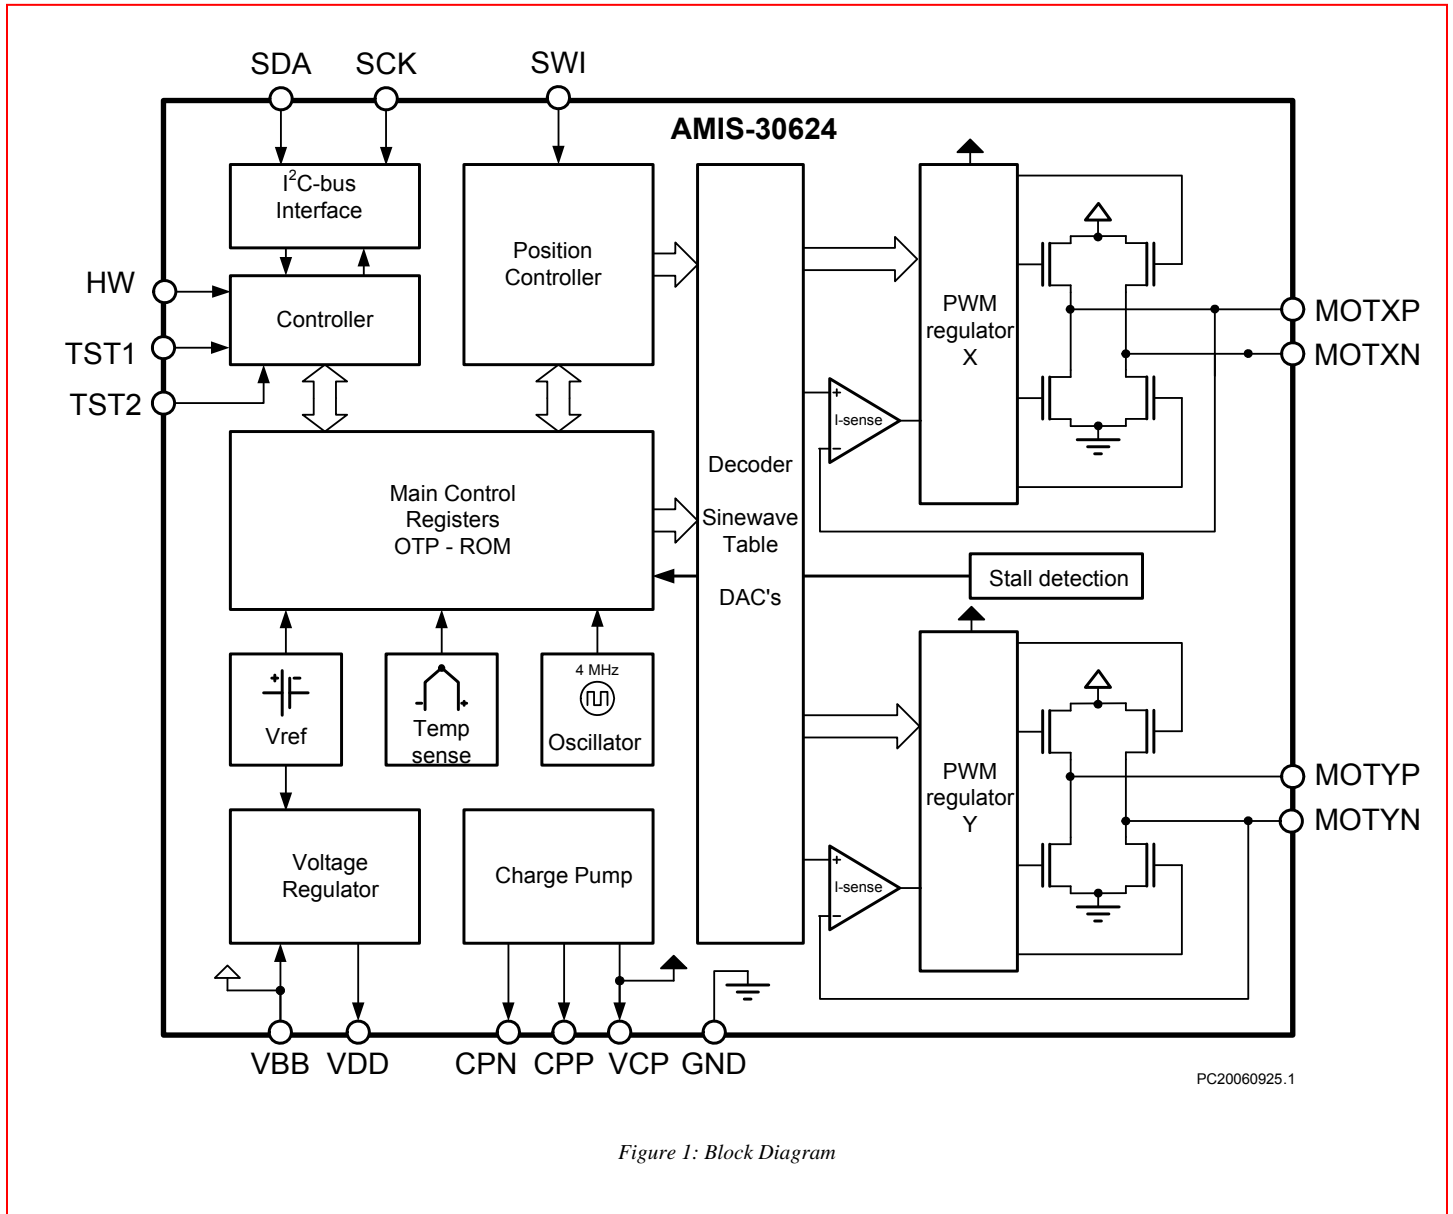 SDA
SCK
SWI
AMIS-30624
I²C-bus
Interface
Position
Controller
HW
Controller
TST1
TST2
PWM
regulator
X
MOTXP
MOTXN
+
I-sense
−
Main Control
Registers
OTP - ROM
Decoder
Sinewave
Table
DAC's
Stall detection
+ -
Vref
- +
Temp
sense
4 MHz
Oscillator
PWM
regulator
Y
MOTYP
MOTYN
Voltage
Regulator
Charge Pump
+
I-sense
−
VBB
VDD
CPN
CPP
VCP
GND
PC20060925.1
Figure 1: Block Diagram